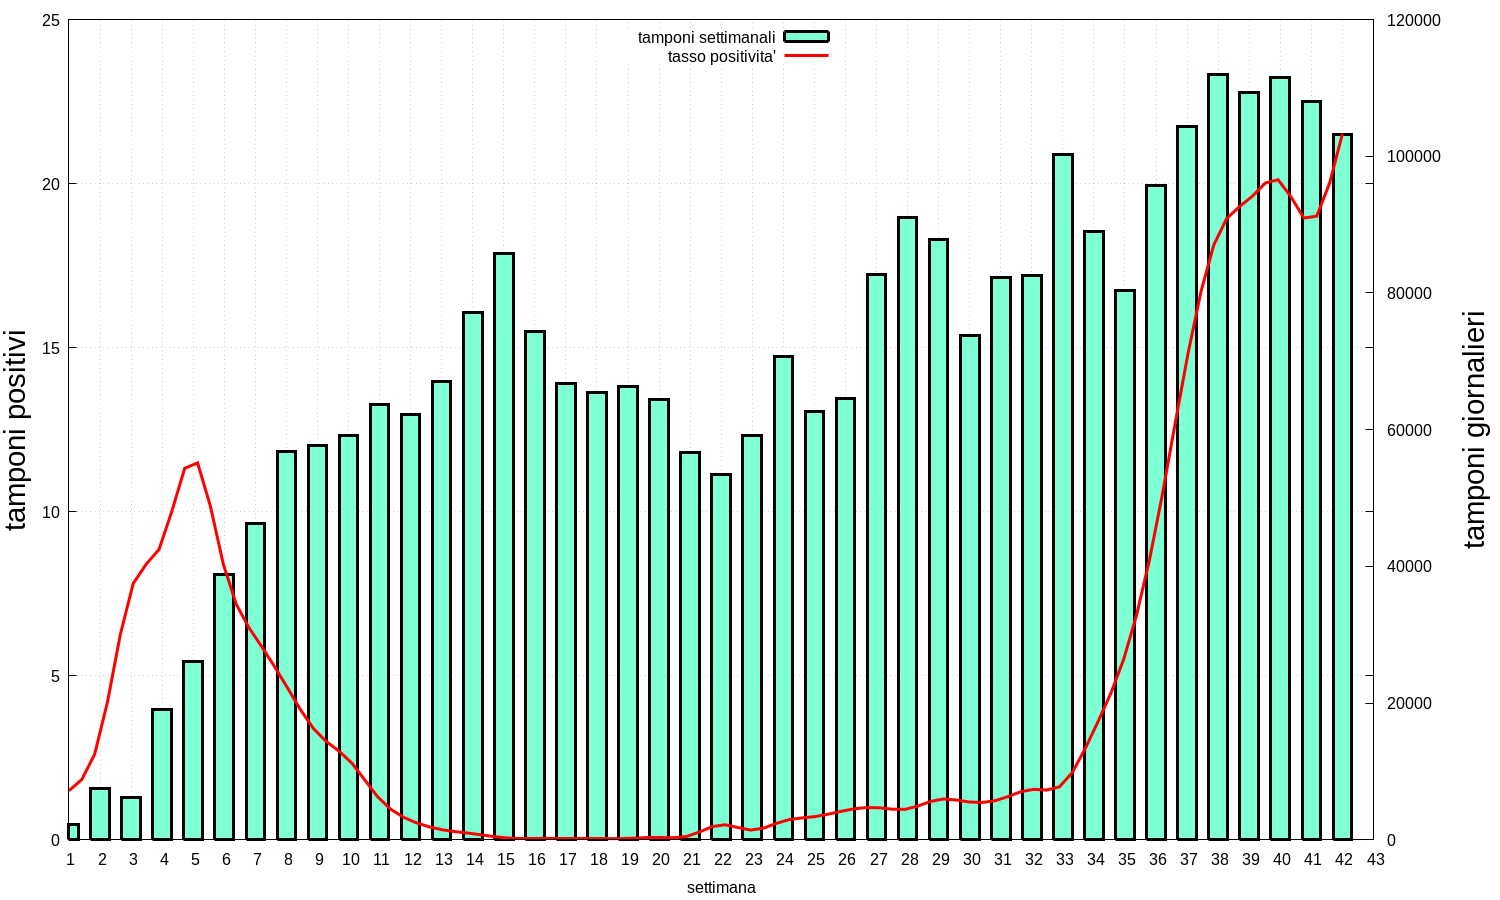 tamponi settimanali
tasso positivita'
25
20
15
10
5
0
tamponi positivi
120000
100000
80000
60000
40000
20000
0
tamponi giornalieri
1 2 3 4 5 6 7 8 9 10 11 12 13 14 15 16 17 18 19 20 21 22 23 24 25 26 27 28 29 30 31 32 33 34 35 36 37 38 39 40 41 42 43
settimana